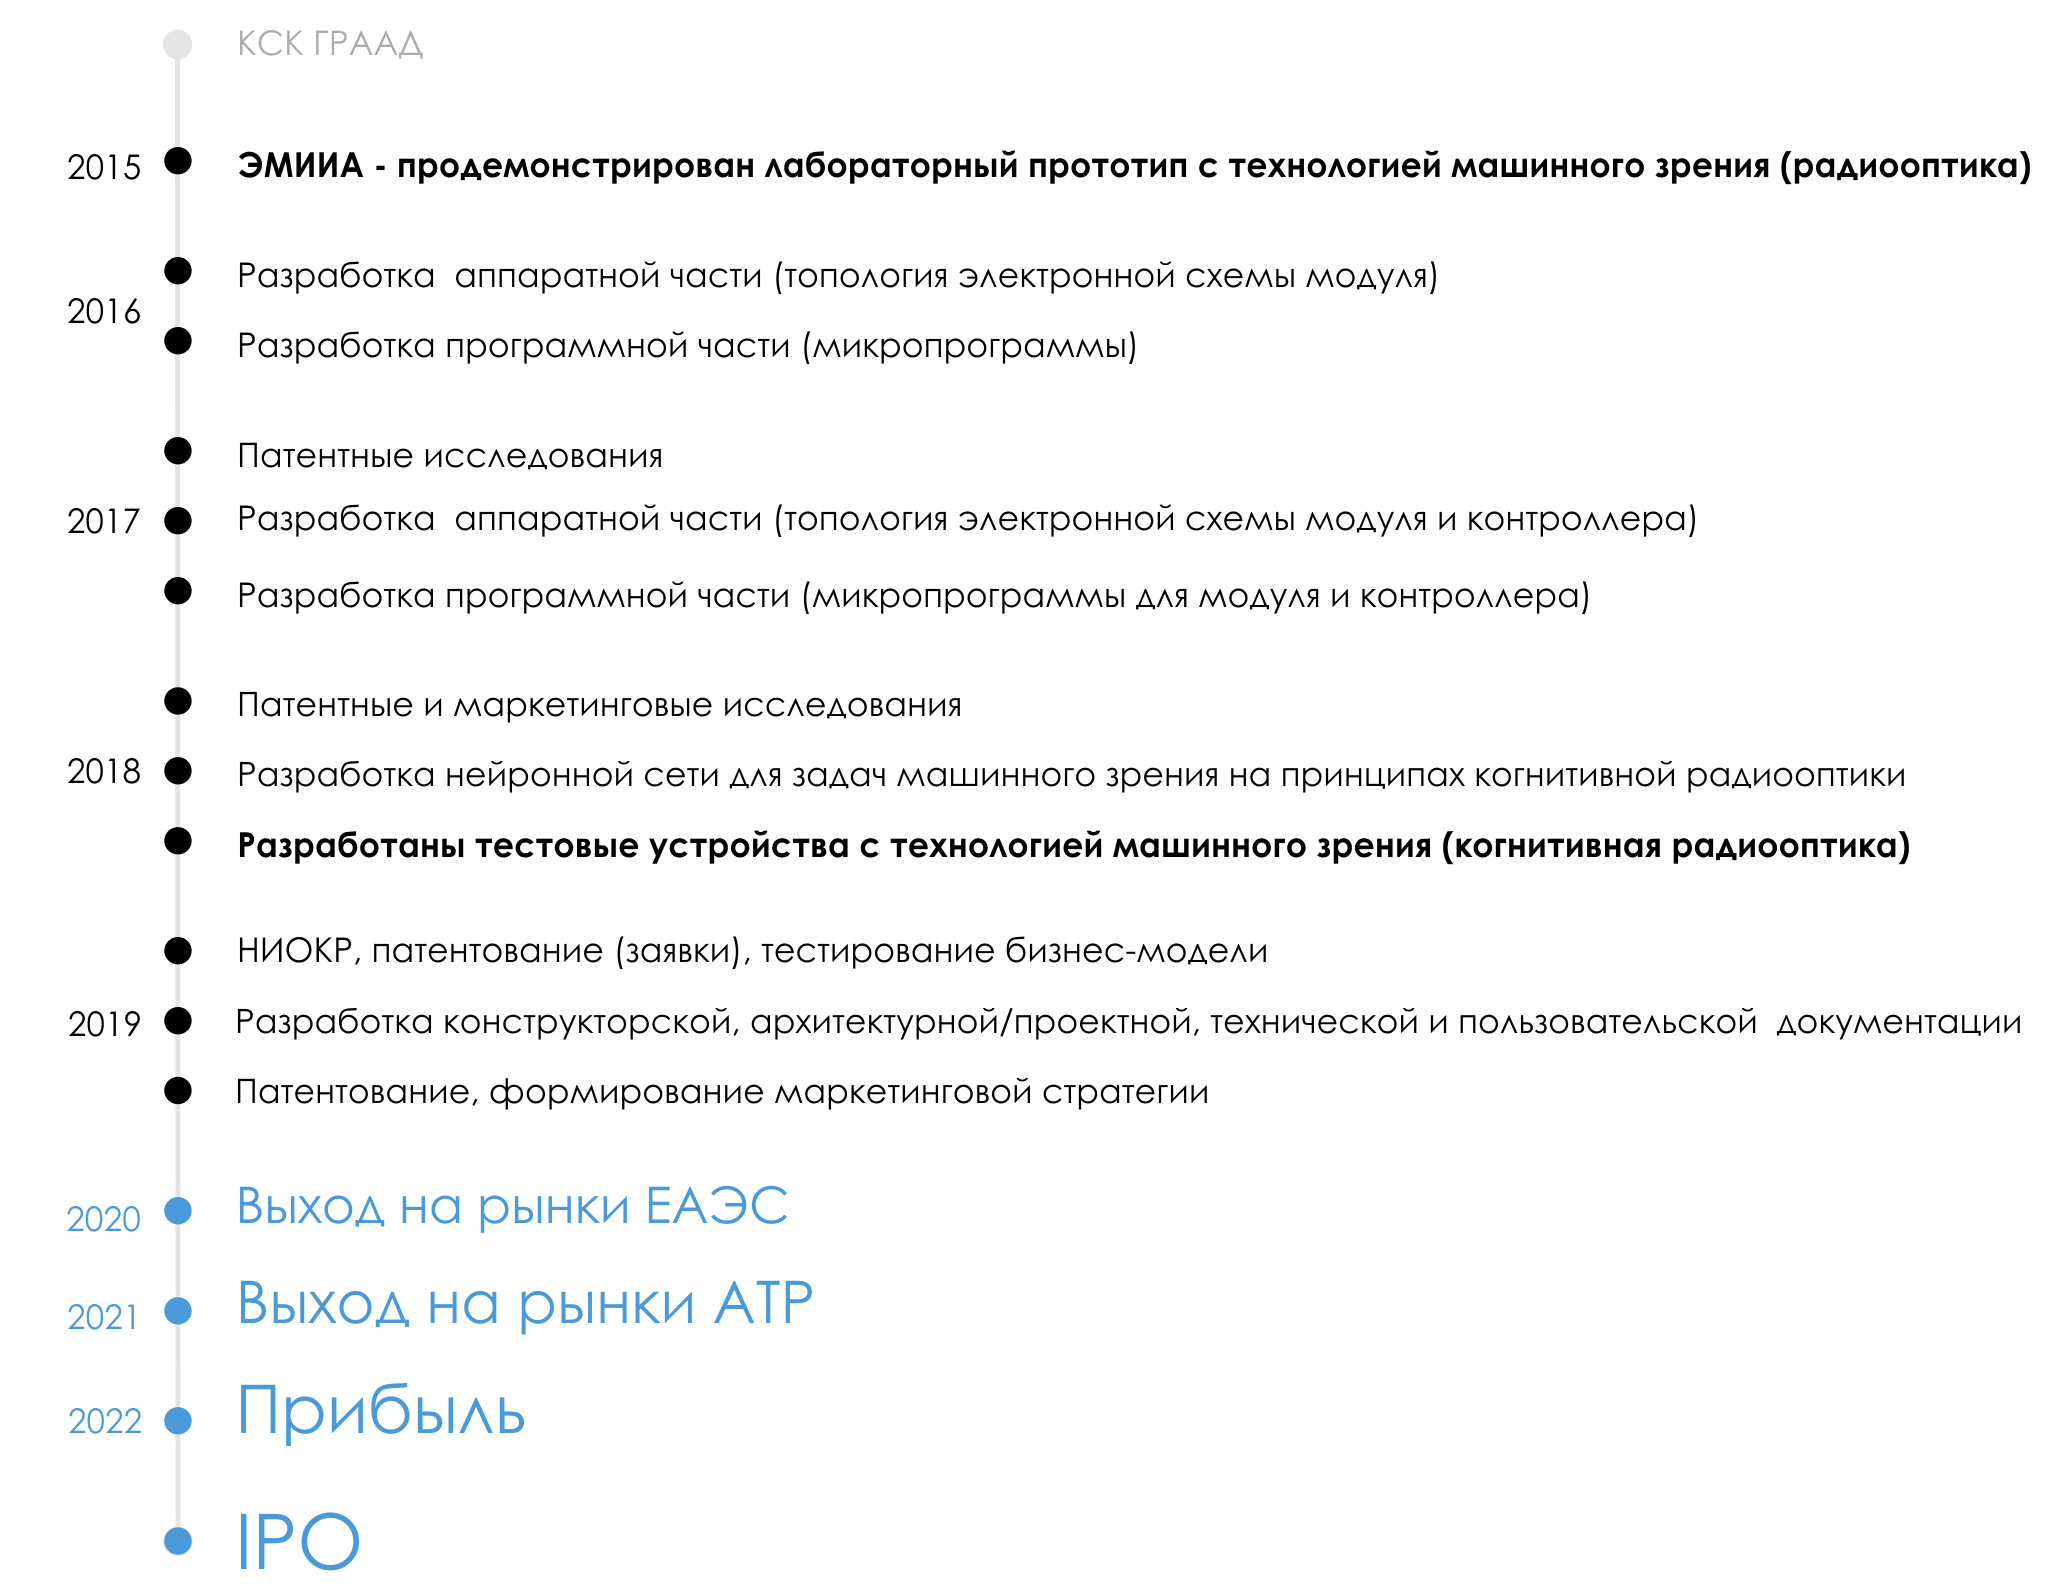 КСК ГРААД
2015 ЭМИИА - продемонстрирован лабораторный прототип с технологией машинного зрения (радиооптика)
Разработка аппаратной части (топология электронной схемы модуля)
2016
Разработка программной части (микропрограммы)
Патентные исследования
2017 Разработка аппаратной части (топология электронной схемы модуля и контроллера)
Разработка программной части (микропрограммы для модуля и контроллера)
Патентные и маркетинговые исследования
2018 Разработка нейронной сети для задач машинного зрения на принципах когнитивной радиооптики
Разработаны тестовые устройства с технологией машинного зрения (когнитивная радиооптика)
НИОКР, патентование (заявки), тестирование бизнес-модели
2019 Разработка конструкторской, архитектурной/проектной, технической и пользовательской документации
Патентование, формирование маркетинговой стратегии
2020 Выход на рынки ЕАЭС
2021 Выход на рынки АТР
2022 Прибыль
IPO